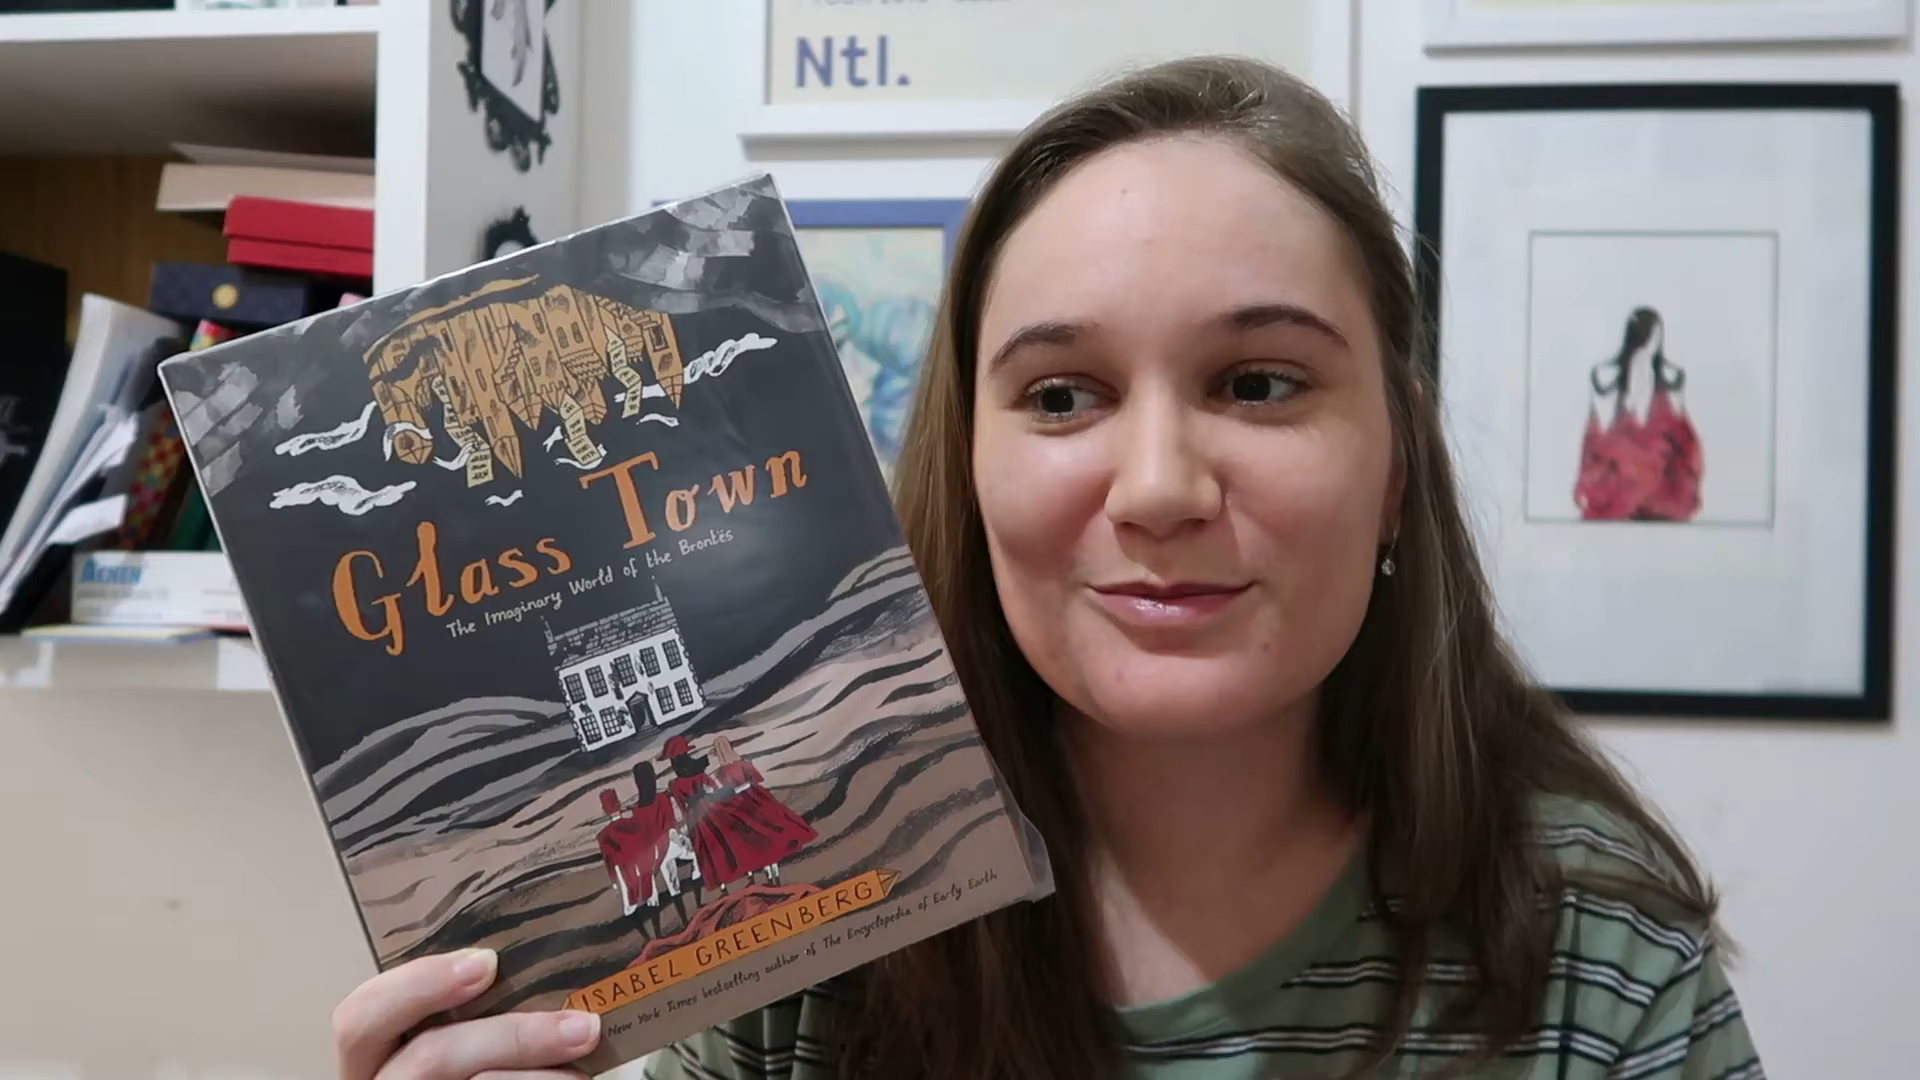 Ntl.
Glass Town
The Imaginary World of the Brontës
ISABEL GREENBERG
New York Times bestselling author of The Encyclopedia of Early Earth